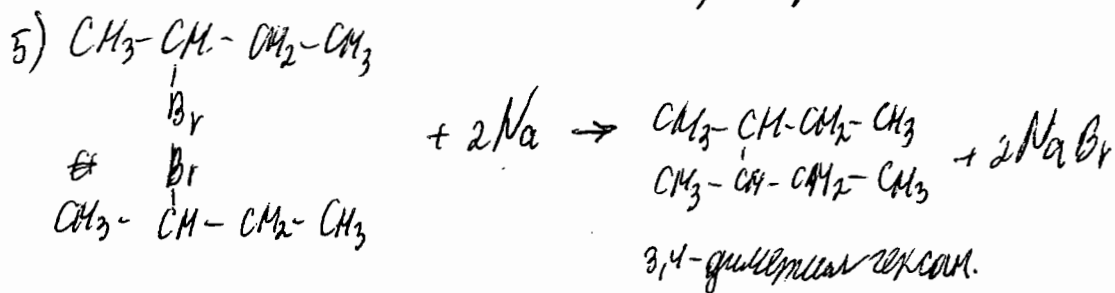 5) CH3-CH-CH2-CH3
Br
Br
CH3-CH-CH2-CH3
+ 2Na →
CH3-CH-CH2-CH3
CH3-CH-CH2-CH3
+ 2NaBr
3,4-диметилгексан.